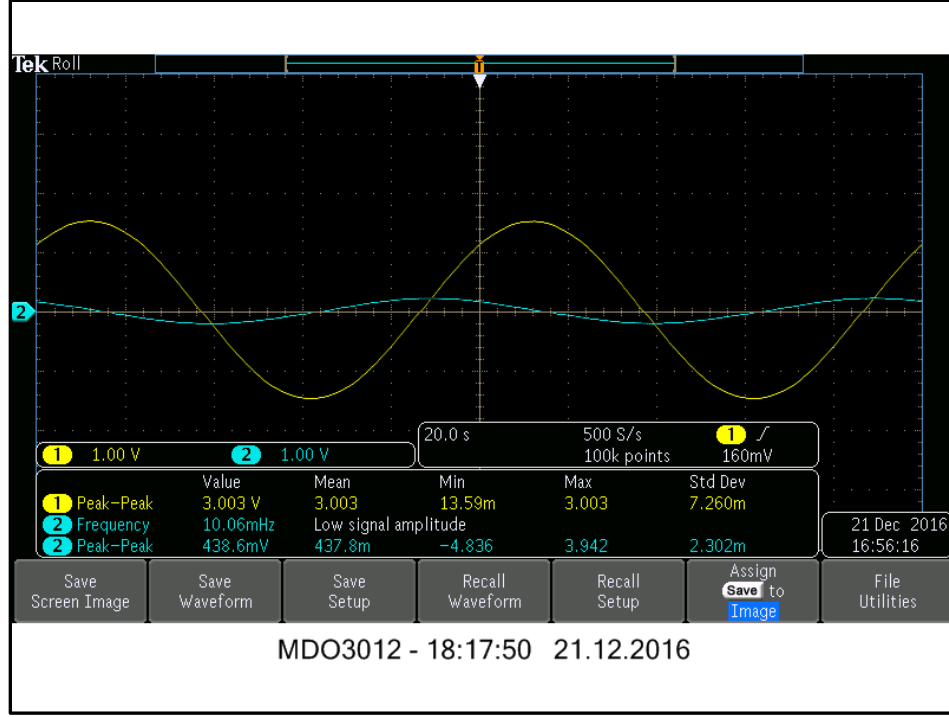 Tek Roll
T
2
20.0 s 500 S/s 1 /
100k points 160mV
1 1.00 V 2 1.00 V
Value Mean Min Max Std Dev
1 Peak-Peak 3.003 V 3.003 13.59m 3.003 7.260m
2 Frequency 10.06mHz Low signal amplitude
2 Peak-Peak 438.6mV 437.8m -4.836 3.942 2.302m
21 Dec 2016
16:56:16
Save
Screen Image
Save
Waveform
Save
Setup
Recall
Waveform
Recall
Setup
Assign
Save to
Image
File
Utilities
MDO3012 - 18:17:50 21.12.2016